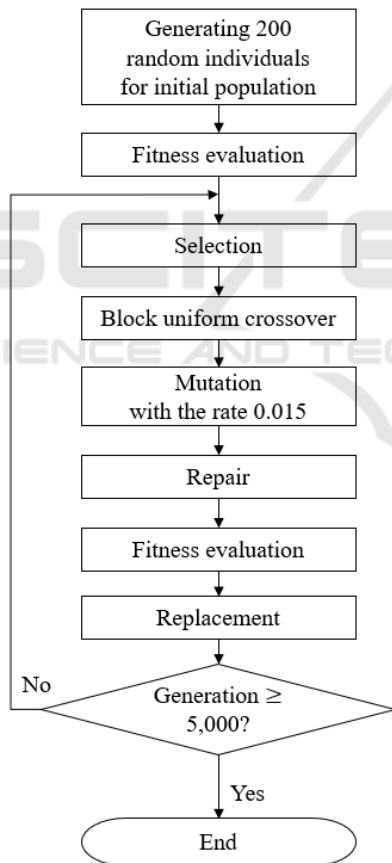 Generating 200
random individuals
for initial population
Fitness evaluation
Selection
Block uniform crossover
Mutation
with the rate 0.015
Repair
Fitness evaluation
Replacement
Generation ≥
5,000?
No
Yes
End